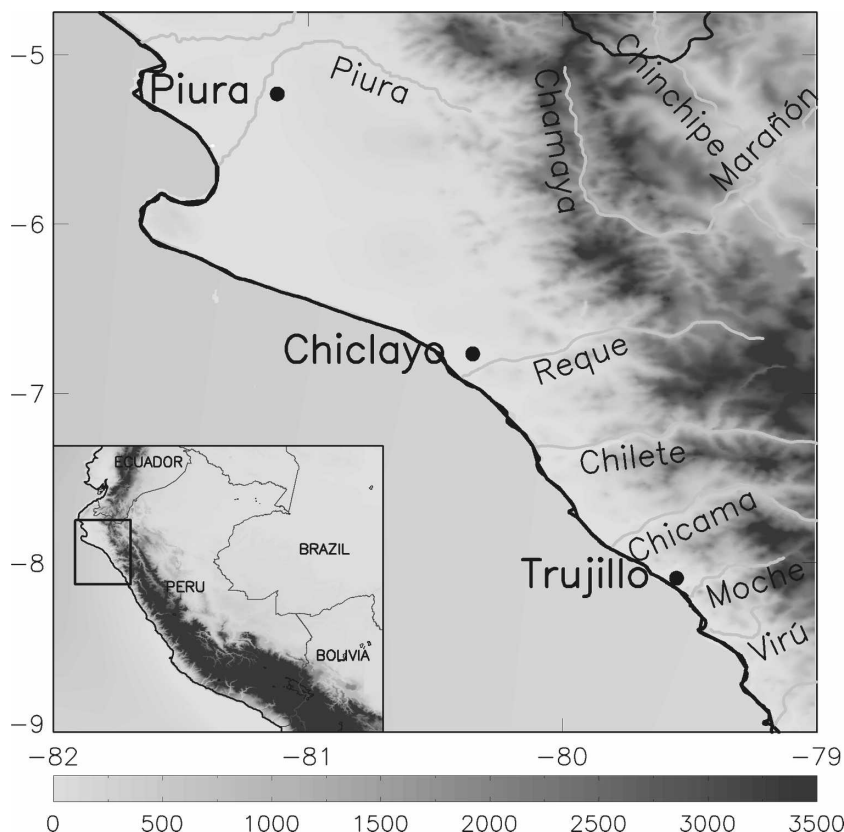 −5
−6
−7
−8
−9
Piura
Piura
Chamaya
Chinchipe
Marañón
Chiclayo
Reque
Chilete
Chicama
Trujillo
Moche
Virú
ECUADOR
BRAZIL
PERU
BOLIVIA
−82
−81
−80
−79
0
500
1000
1500
2000
2500
3000
3500